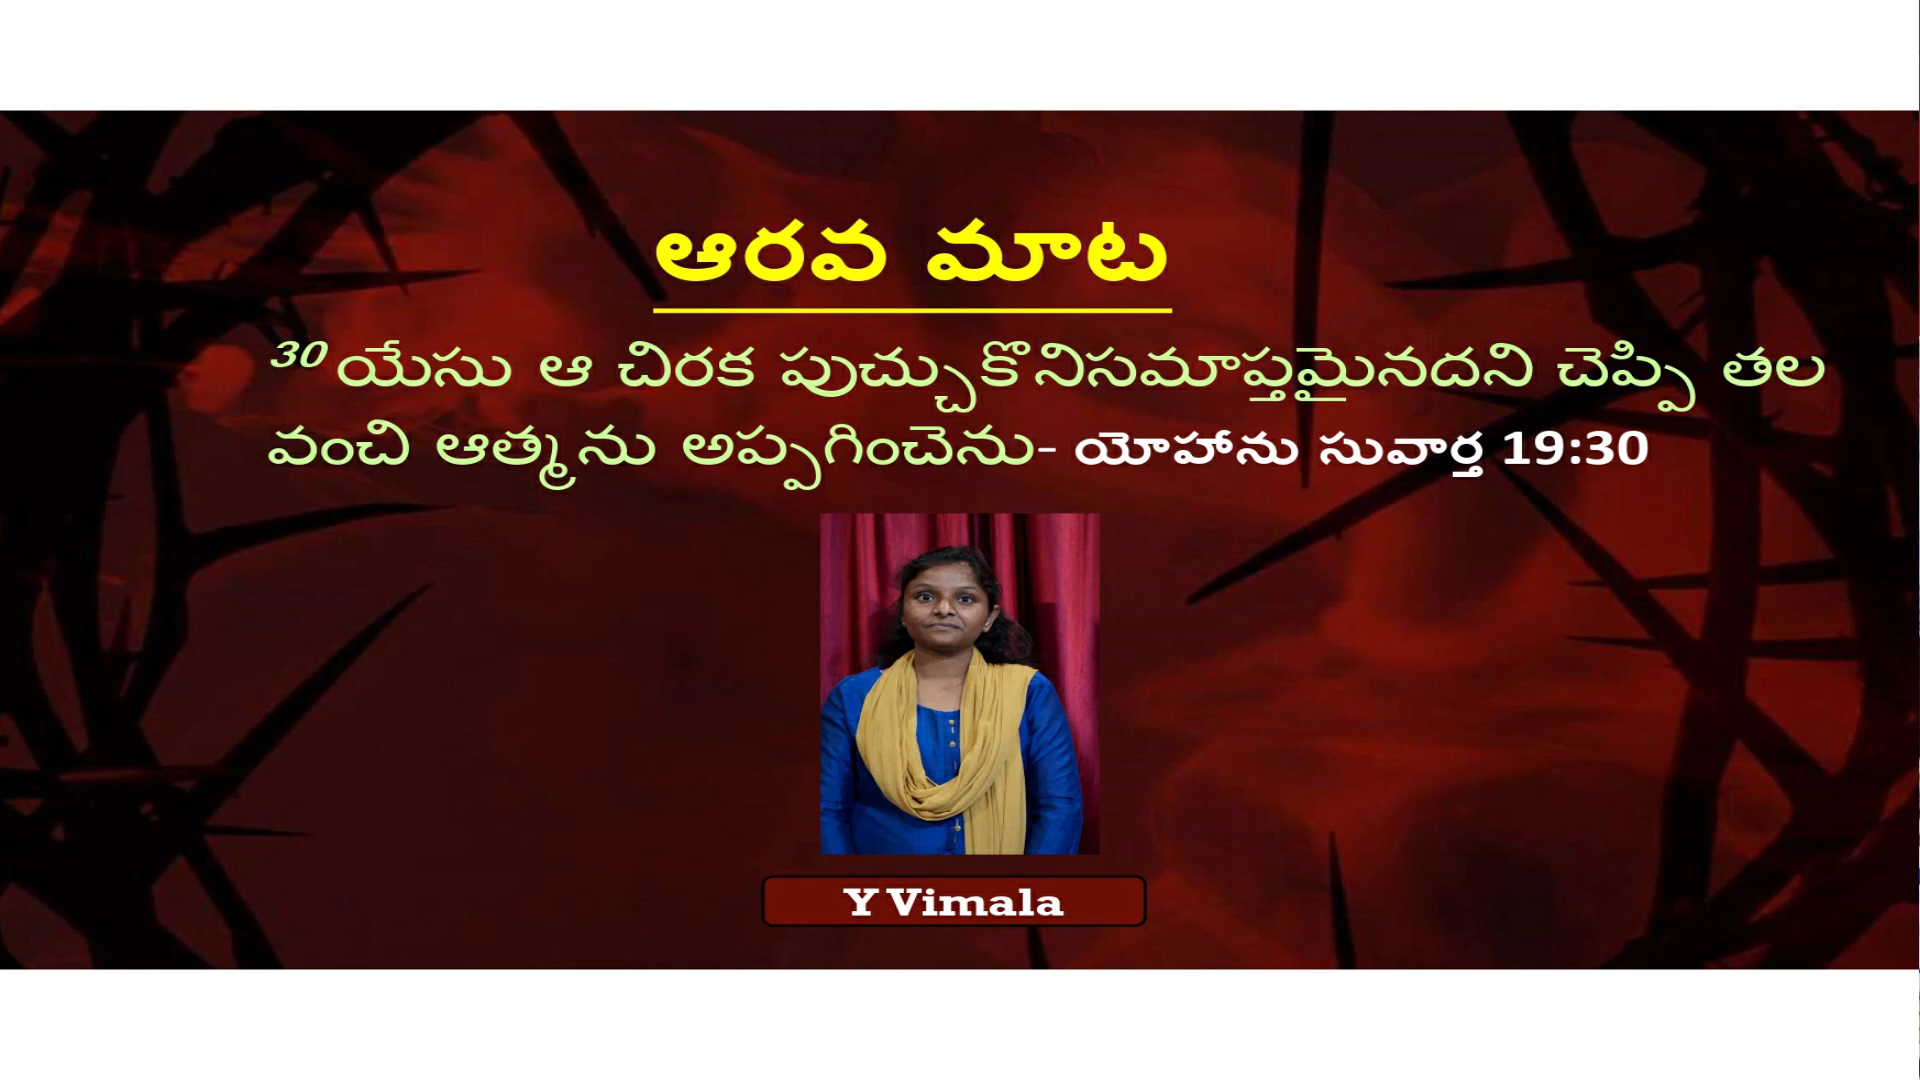 ఆరవ మాట
30 యేసు ఆ చిరక పుచ్చుకొనిసమాప్తమైనదని చెప్పి తల
వంచి ఆత్మను అప్పగించెను- యోహాను సువార్త 19:30
Y Vimala